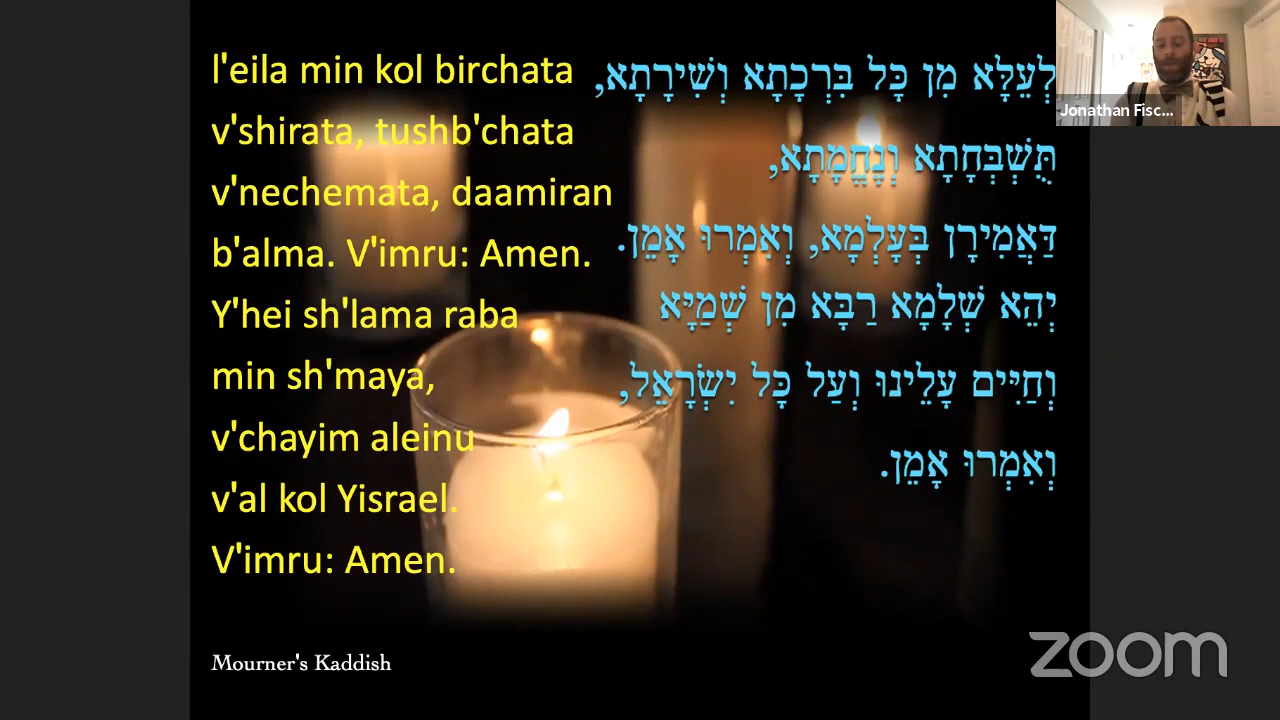 l'eila min kol birchata
v'shirata, tushb'chata
v'nechemata, daamiran
b'alma. V'imru: Amen.
Y'hei sh'lama raba
min sh'maya,
v'chayim aleinu
v'al kol Yisrael.
V'imru: Amen.
לְעֵלָּא מִן כָּל בִּרְכָתָא וְשִׁירָתָא,
תֻּשְׁבְּחָתָא וְנֶחֱמָתָא,
דַּאֲמִירָן בְּעָלְמָא, וְאִמְרוּ אָמֵן.
יְהֵא שְׁלָמָא רַבָּא מִן שְׁמַיָּא
וְחַיִּים עָלֵינוּ וְעַל כָּל יִשְׂרָאֵל,
וְאִמְרוּ אָמֵן.
Jonathan Fisc...
Mourner's Kaddish
zoom